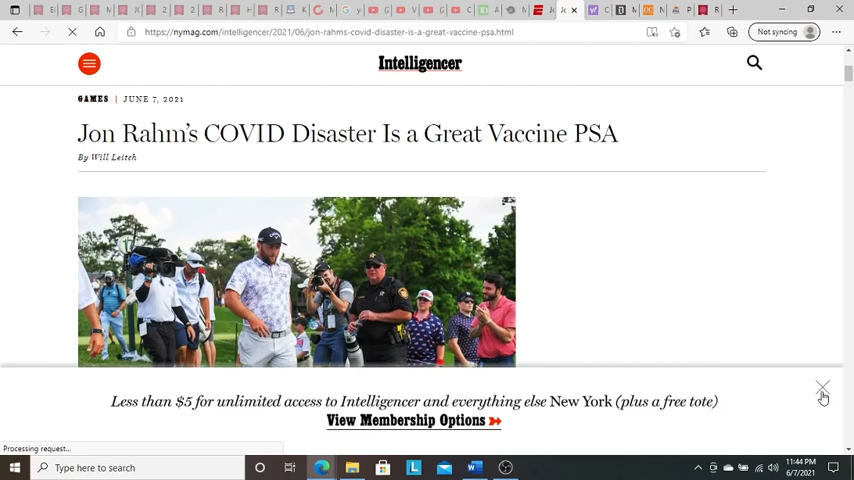 Not syncing
https://nymag.com/intelligencer/2021/06/jon-rahms-covid-disaster-is-a-great-vaccine-psa.html
Intelligencer
GAMES | JUNE 7, 2021
Jon Rahm's COVID Disaster Is a Great Vaccine PSA
By Will Leitch
Less than $5 for unlimited access to Intelligencer and everything else New York (plus a free tote)
View Membership Options
Processing request...
Type here to search
11:44 PM
6/7/2021